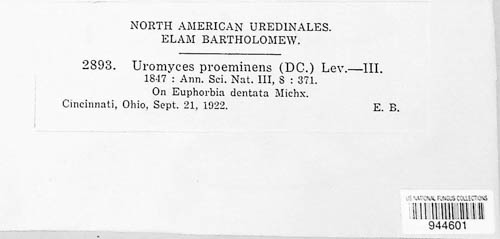 NORTH AMERICAN UREDINALES.
ELAM BARTHOLOMEW.
2893. Uromyces proeminens (DC.) Lev.—III.
1847 : Ann. Sci. Nat. III, 8 : 371.
On Euphorbia dentata Michx.
Cincinnati, Ohio, Sept. 21, 1922. E. B.
US NATIONAL FUNGUS COLLECTIONS
944601